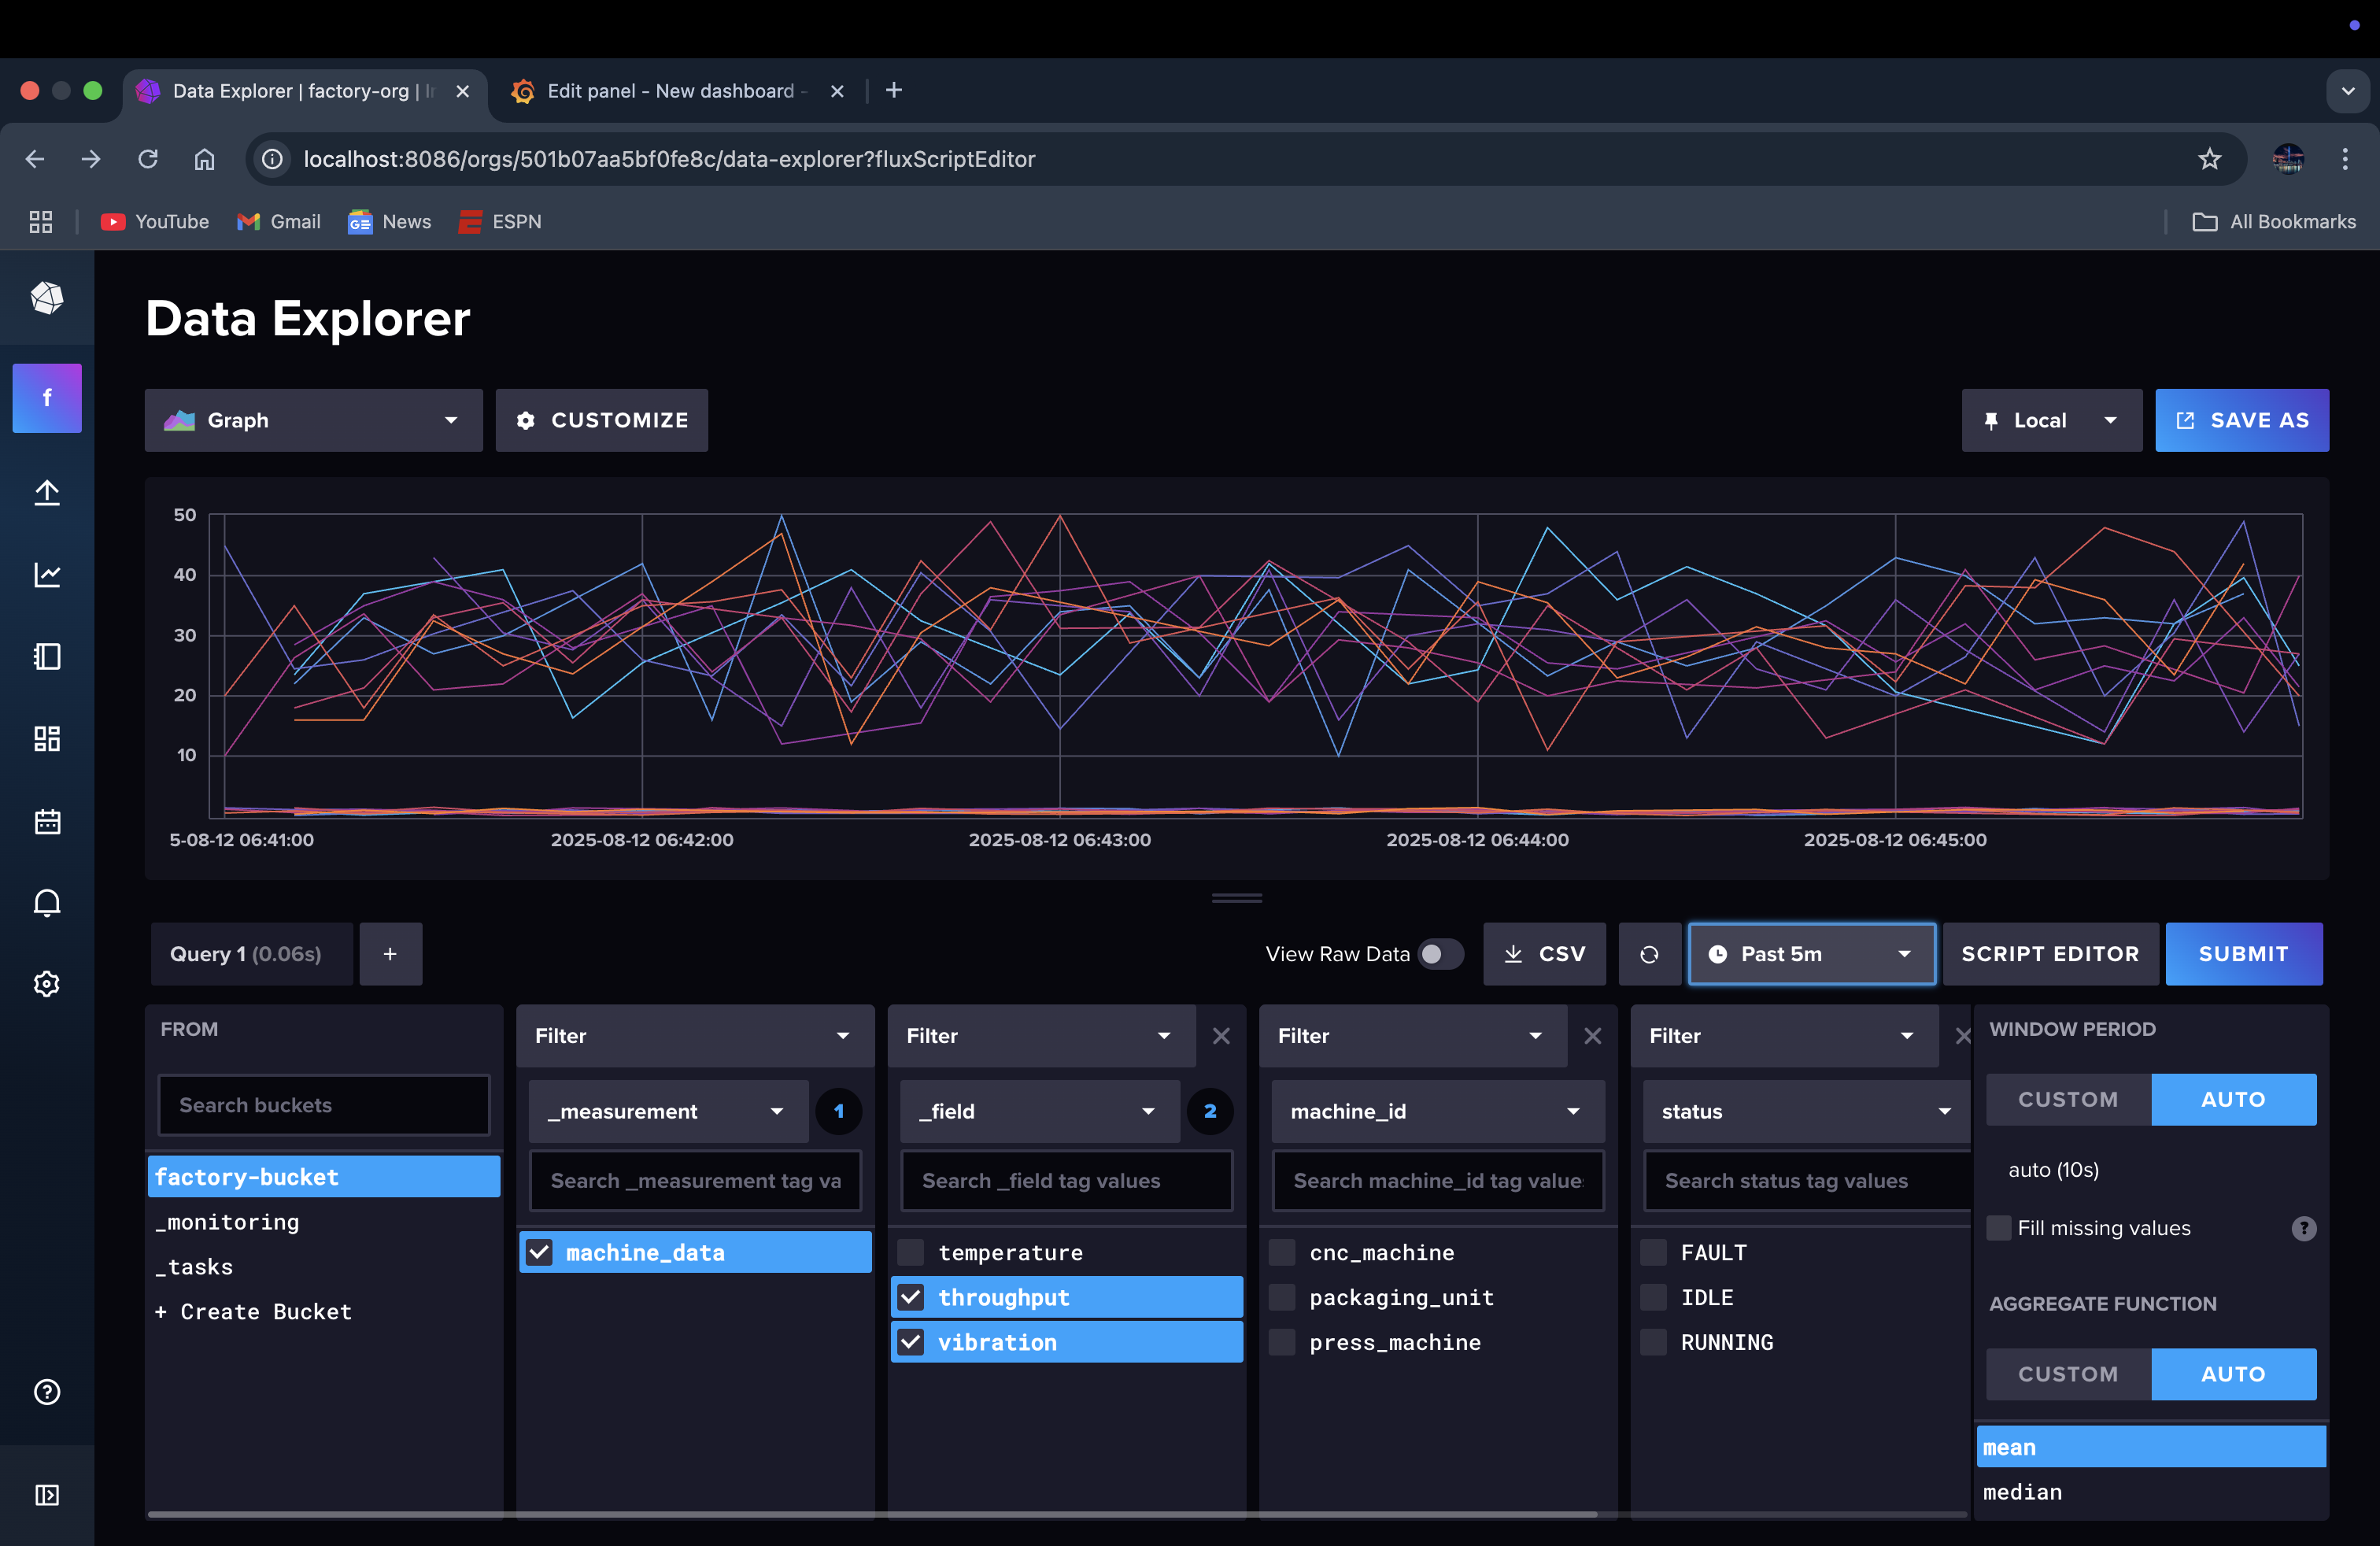 Data Explorer | factory-org | Ir
Edit panel - New dashboard -
localhost:8086/orgs/501b07aa5bf0fe8c/data-explorer?fluxScriptEditor
YouTube
Gmail
News
ESPN
All Bookmarks
f
Data Explorer
Graph
CUSTOMIZE
Local
SAVE AS
50
40
30
20
10
5-08-12 06:41:00
2025-08-12 06:42:00
2025-08-12 06:43:00
2025-08-12 06:44:00
2025-08-12 06:45:00
Query 1 (0.06s)
+
View Raw Data
CSV
Past 5m
SCRIPT EDITOR
SUBMIT
FROM
Search buckets
factory-bucket
_monitoring
_tasks
+ Create Bucket
Filter
_measurement
1
Search _measurement tag va
machine_data
Filter
_field
2
Search _field tag values
temperature
throughput
vibration
Filter
machine_id
Search machine_id tag value
cnc_machine
packaging_unit
press_machine
Filter
status
Search status tag values
FAULT
IDLE
RUNNING
WINDOW PERIOD
CUSTOM
AUTO
auto (10s)
Fill missing values
?
AGGREGATE FUNCTION
CUSTOM
AUTO
mean
median